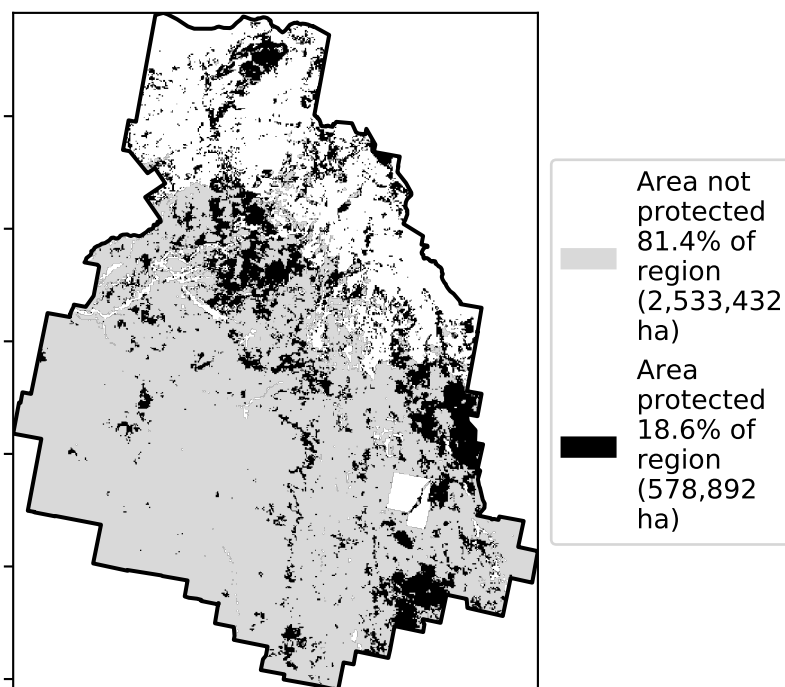 Area not
protected
81.4% of
region
(2,533,432
ha)
Area
protected
18.6% of
region
(578,892
ha)